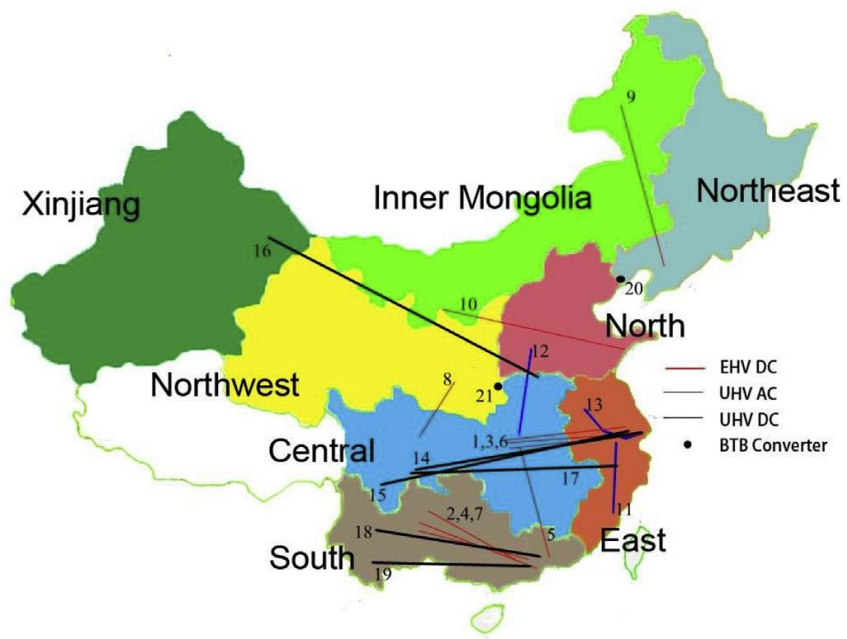 9
Northeast
Inner Mongolia
Xinjiang
16
20
10
North
12
EHV DC
8
Northwest
21
UHV AC
13
UHV DC
1,3,6
BTB Converter
Central
14
17
15
2,4,7
11
18
5
East
South
19